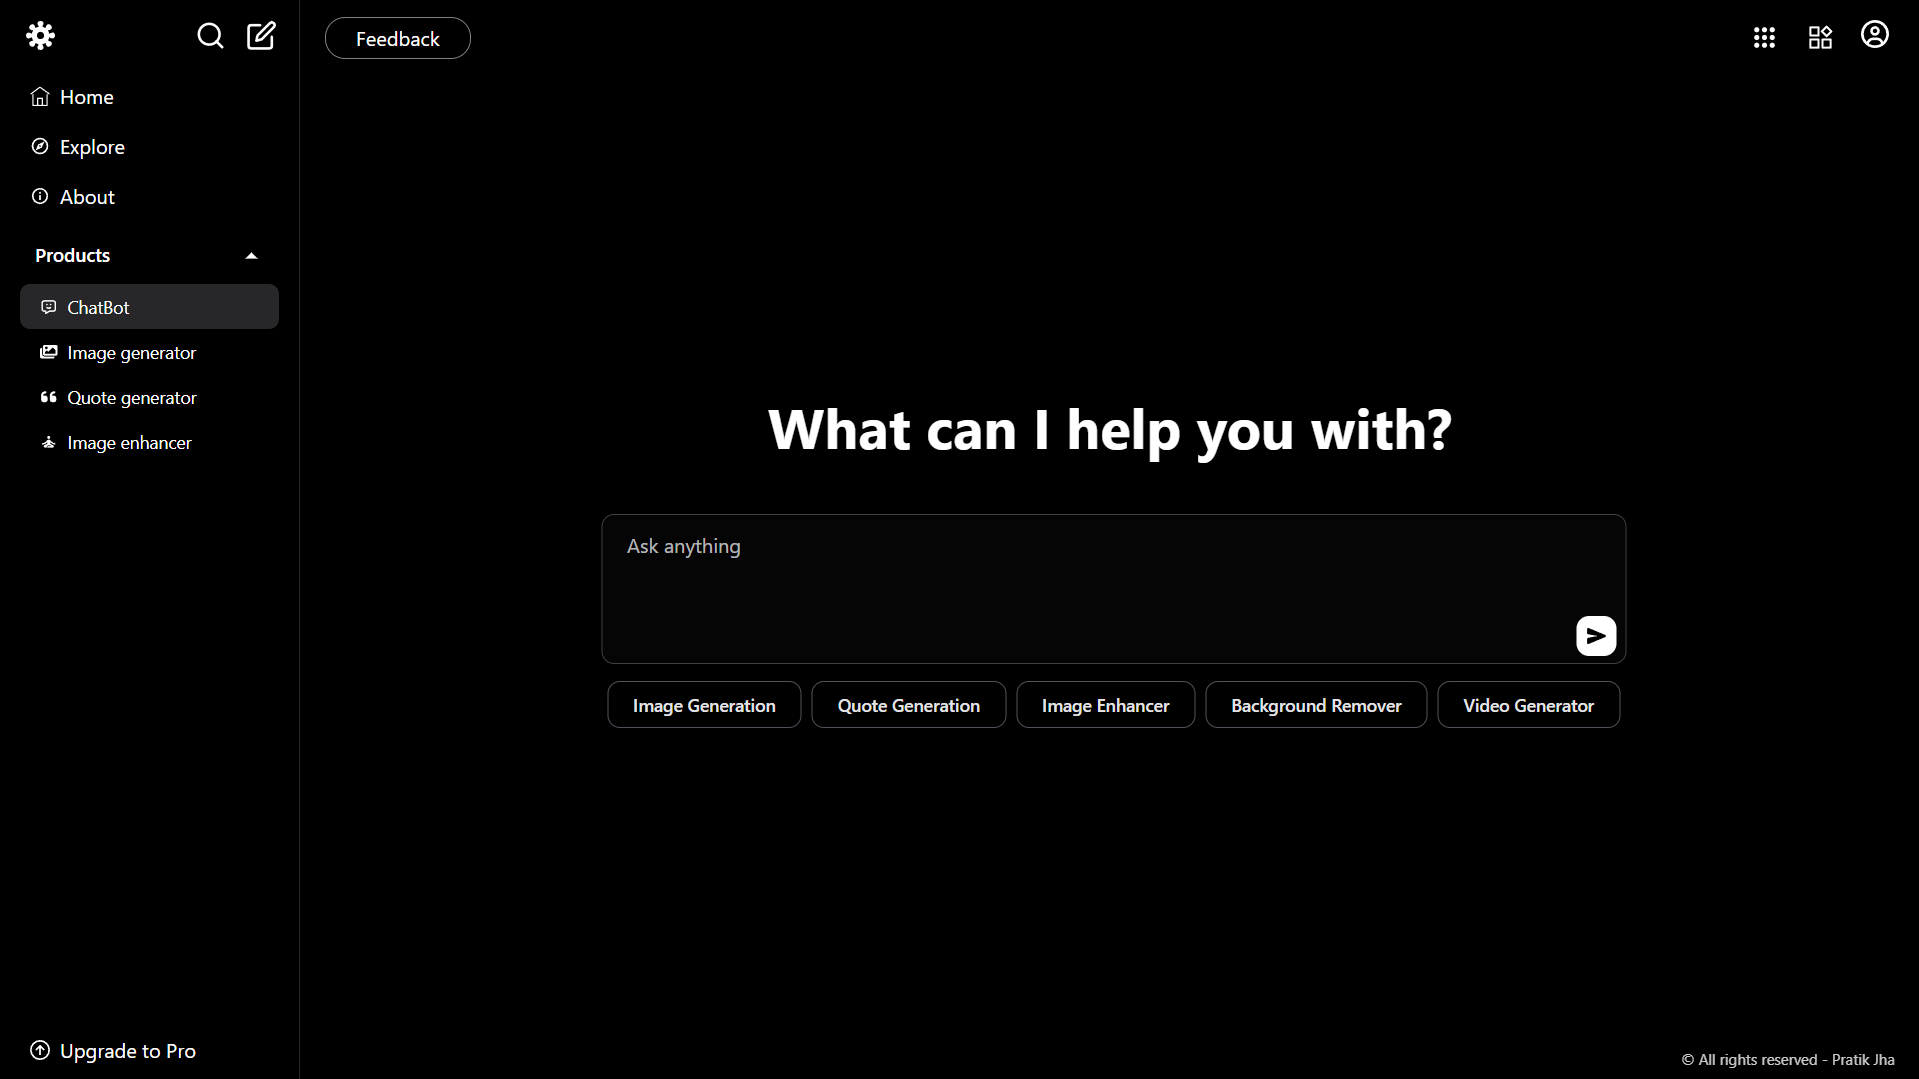 Feedback
Home
Explore
About
Products
ChatBot
Image generator
Quote generator
Image enhancer
What can I help you with?
Ask anything
Image Generation
Quote Generation
Image Enhancer
Background Remover
Video Generator
Upgrade to Pro
© All rights reserved - Pratik Jha